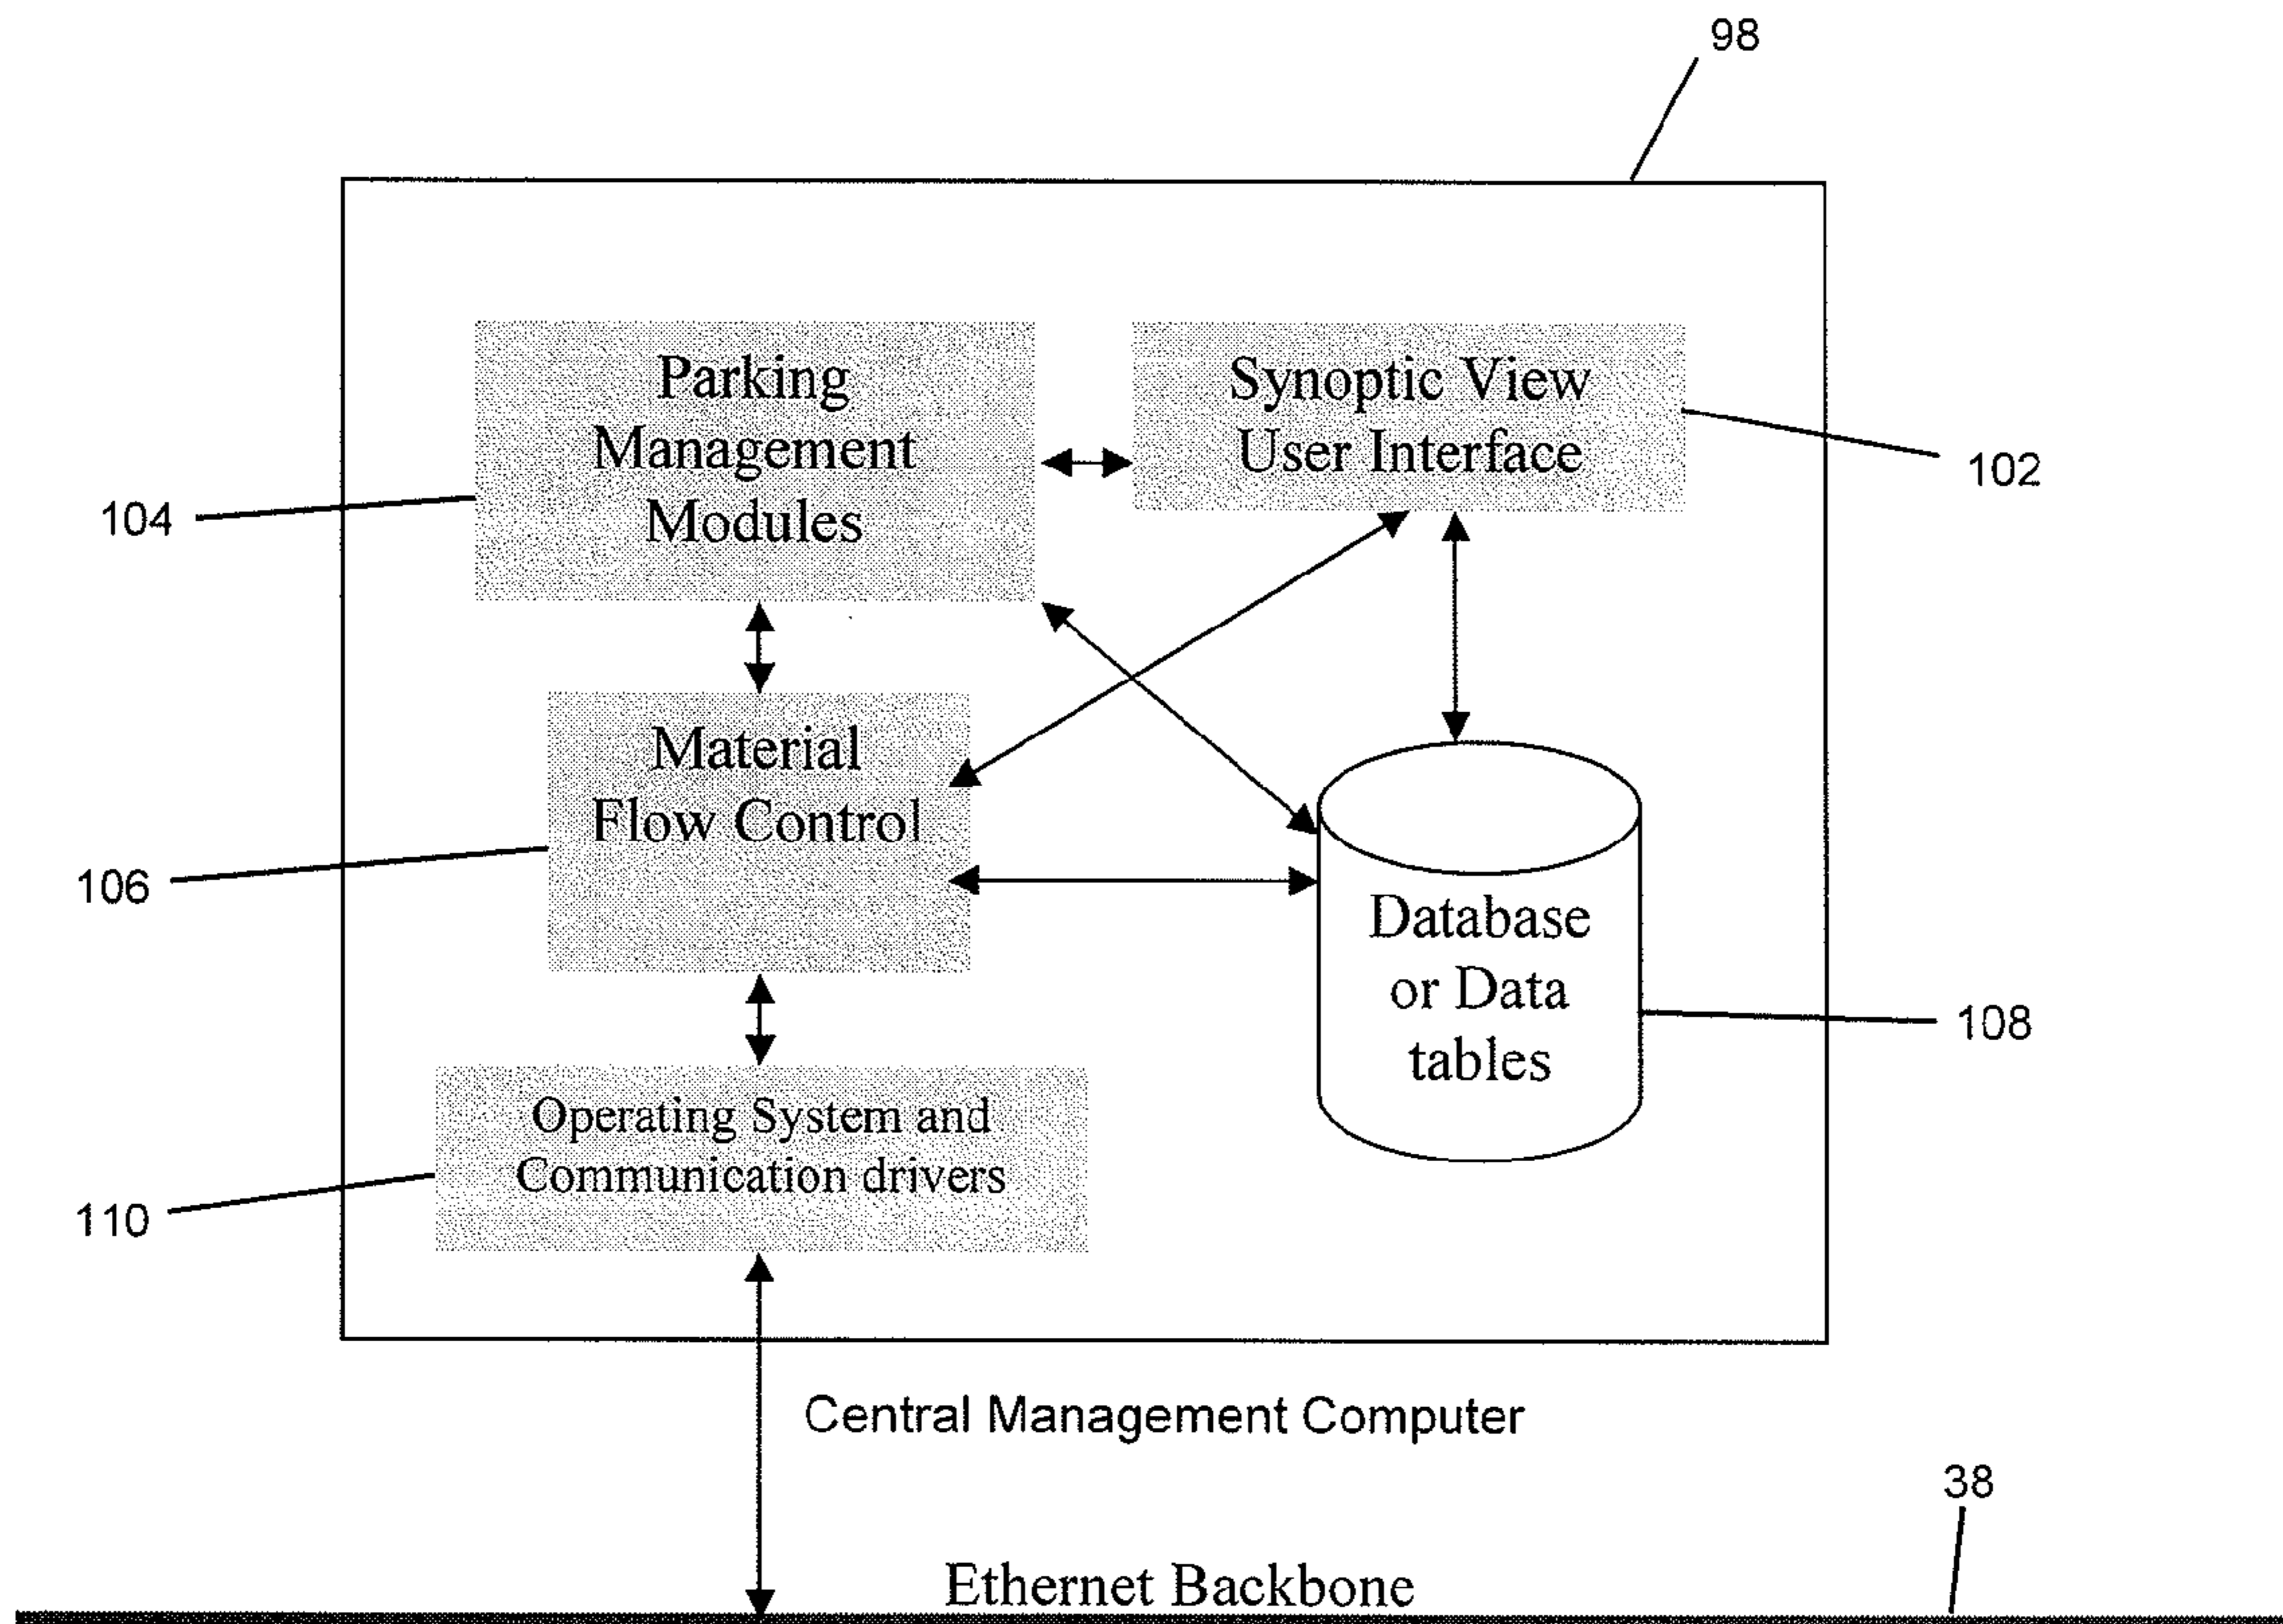 98
Parking
Management
Modules
Synoptic View
User Interface
102
104
Material
Flow Control
106
Database
or Data
tables
108
Operating System and
Communication drivers
110
Central Management Computer
38
Ethernet Backbone